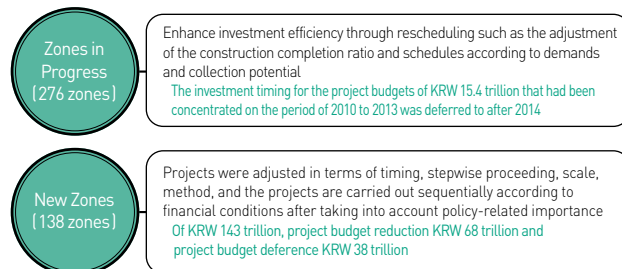 Zones in
Progress
(276 zones)
Enhance investment efficiency through rescheduling such as the adjustment
of the construction completion ratio and schedules according to demands
and collection potential
The investment timing for the project budgets of KRW 15.4 trillion that had been
concentrated on the period of 2010 to 2013 was deferred to after 2014
New Zones
(138 zones)
Projects were adjusted in terms of timing, stepwise proceeding, scale,
method, and the projects are carried out sequentially according to
financial conditions after taking into account policy-related importance
Of KRW 143 trillion, project budget reduction KRW 68 trillion and
project budget deference KRW 38 trillion